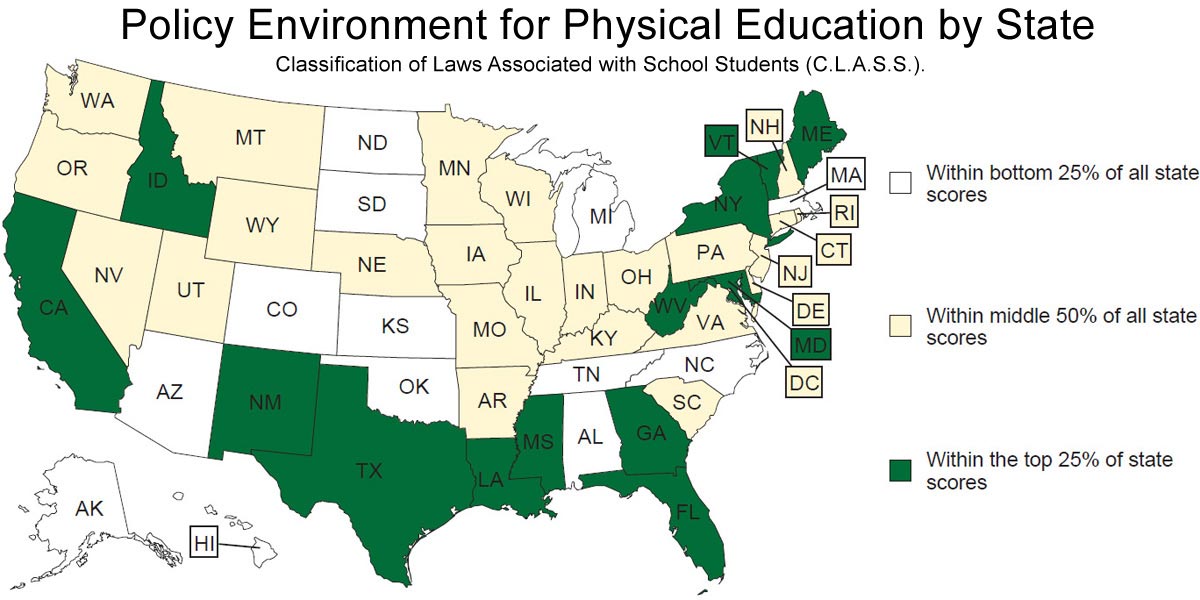 Policy Environment for Physical Education by State
Classification of Laws Associated with School Students (C.L.A.S.S.).
WA
MT
ND
MN
OR
ID
SD
WI
MI
WY
NE
IA
NV
UT
CO
KS
MO
IL
IN
OH
PA
NY
VT
NH
ME
MA
RI
CT
NJ
DE
MD
DC
WV
VA
KY
CA
AZ
NM
OK
AR
TN
NC
SC
TX
LA
MS
AL
GA
FL
AK
HI
Within bottom 25% of all state
scores
Within middle 50% of all state
scores
Within the top 25% of state
scores